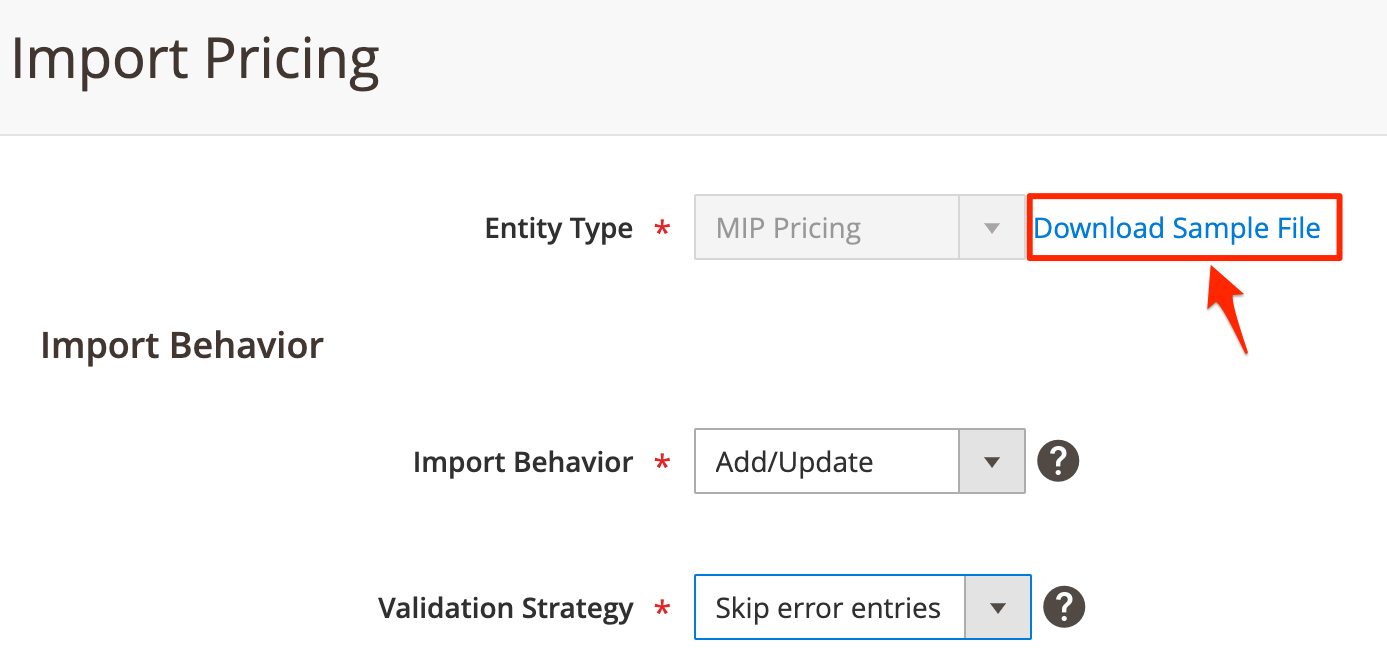 Import Pricing
Entity Type * MIP Pricing Download Sample File
Import Behavior
Import Behavior * Add/Update ?
Validation Strategy * Skip error entries ?